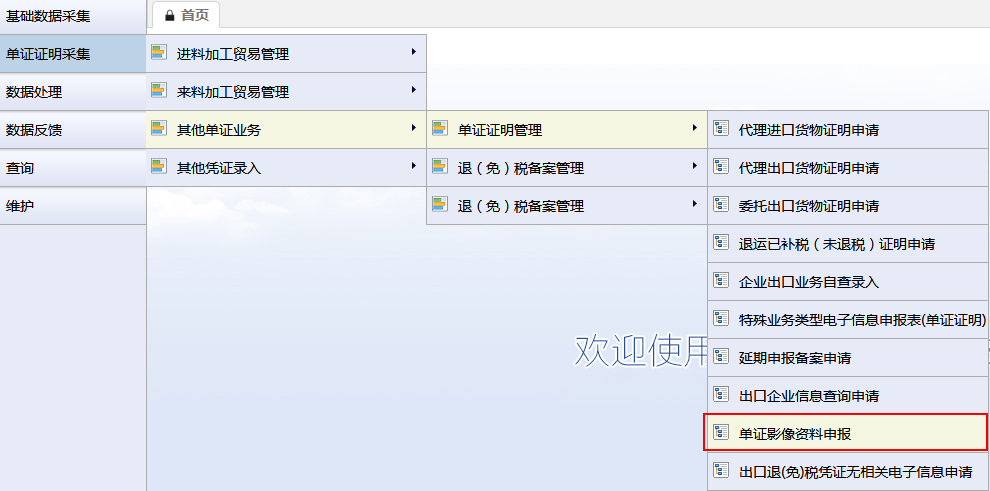 基础数据采集
首页
单证证明采集
数据处理
数据反馈
查询
维护
进料加工贸易管理
来料加工贸易管理
其他单证业务
其他凭证录入
单证证明管理
退（免）税备案管理
退（免）税备案管理
代理进口货物证明申请
代理出口货物证明申请
委托出口货物证明申请
退运已补税（未退税）证明申请
企业出口业务自查录入
特殊业务类型电子信息申报表(单证证明)
延期申报备案申请
出口企业信息查询申请
单证影像资料申报
出口退(免)税凭证无相关电子信息申请
欢迎使用